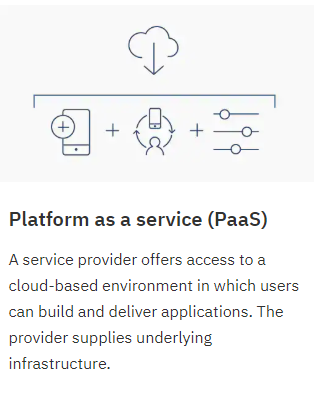 Platform as a service (PaaS)
A service provider offers access to a
cloud-based environment in which users
can build and deliver applications. The
provider supplies underlying
infrastructure.